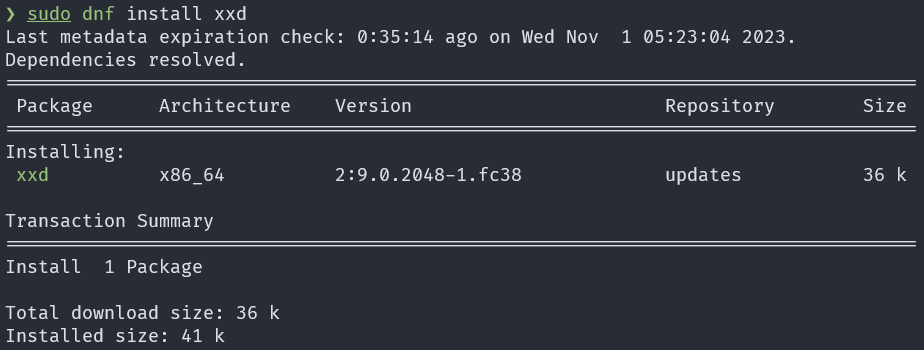 ❯ sudo dnf install xxd
Last metadata expiration check: 0:35:14 ago on Wed Nov  1 05:23:04 2023.
Dependencies resolved.
Package Architecture Version Repository Size
Installing:
xxd x86_64 2:9.0.2048-1.fc38 updates 36 k
Transaction Summary
Install  1 Package
Total download size: 36 k
Installed size: 41 k